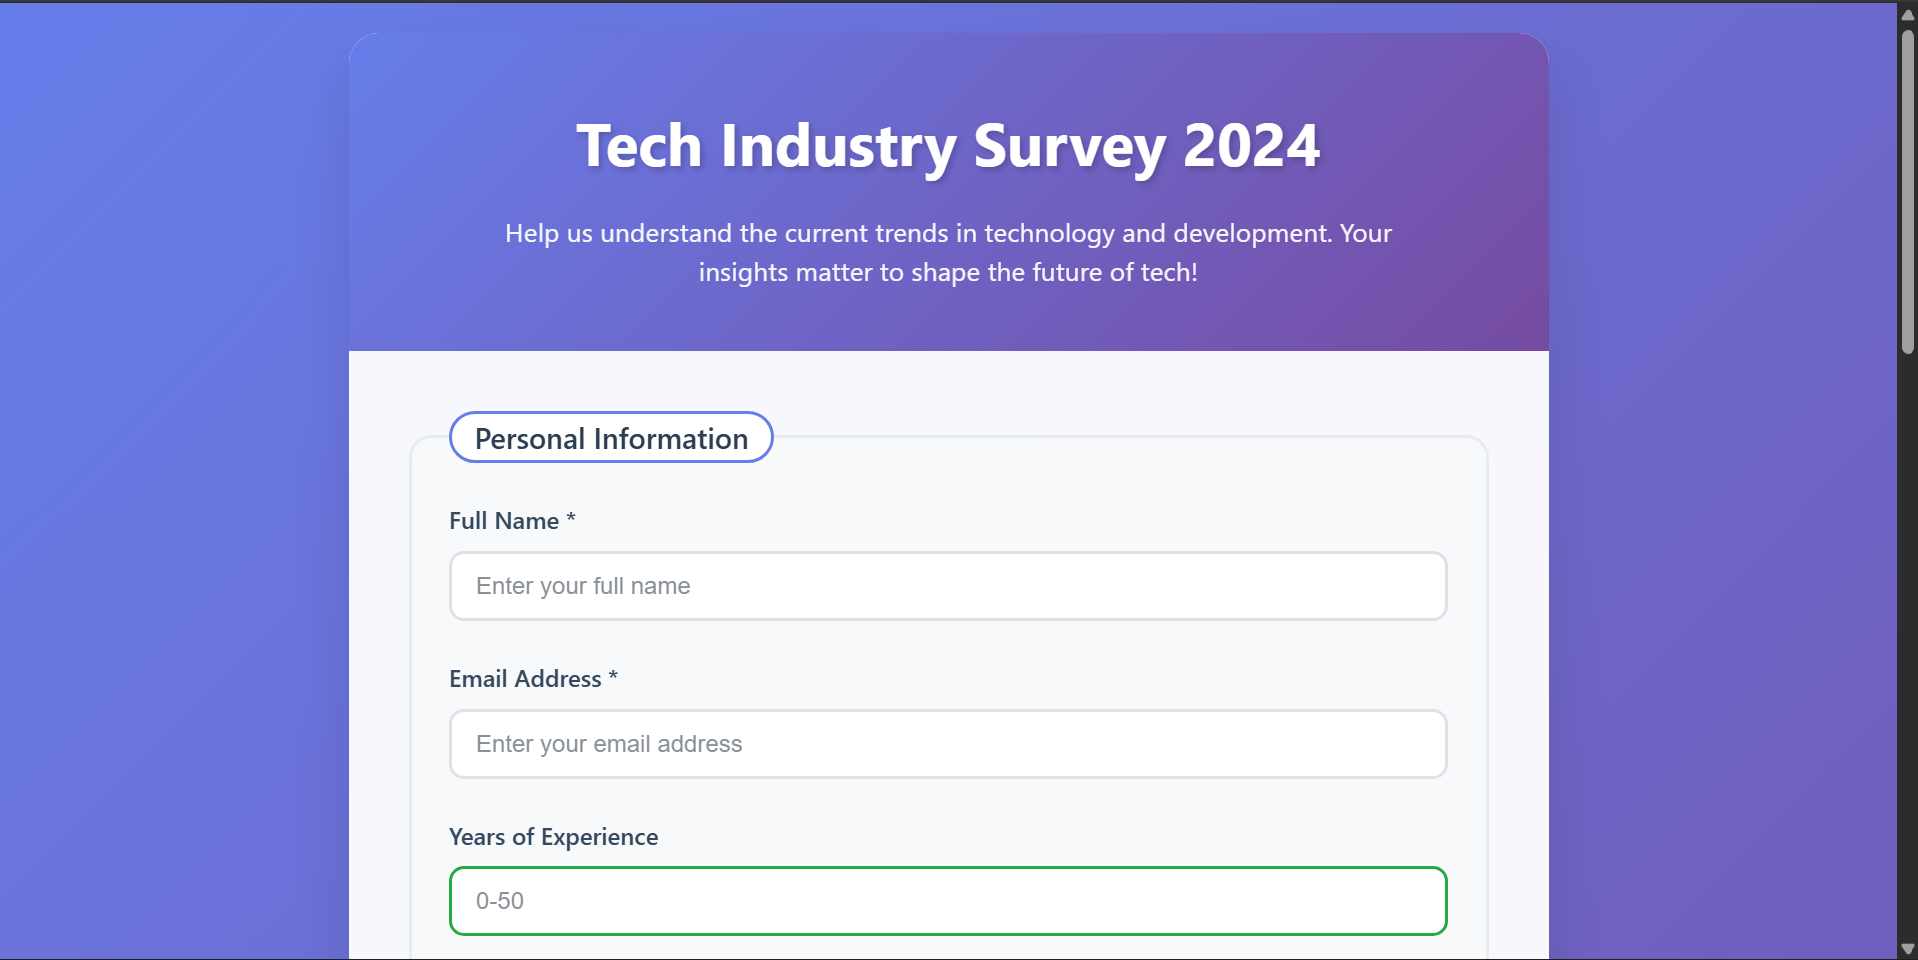 Tech Industry Survey 2024
Help us understand the current trends in technology and development. Your
insights matter to shape the future of tech!
Personal Information
Full Name *
Enter your full name
Email Address *
Enter your email address
Years of Experience
0-50